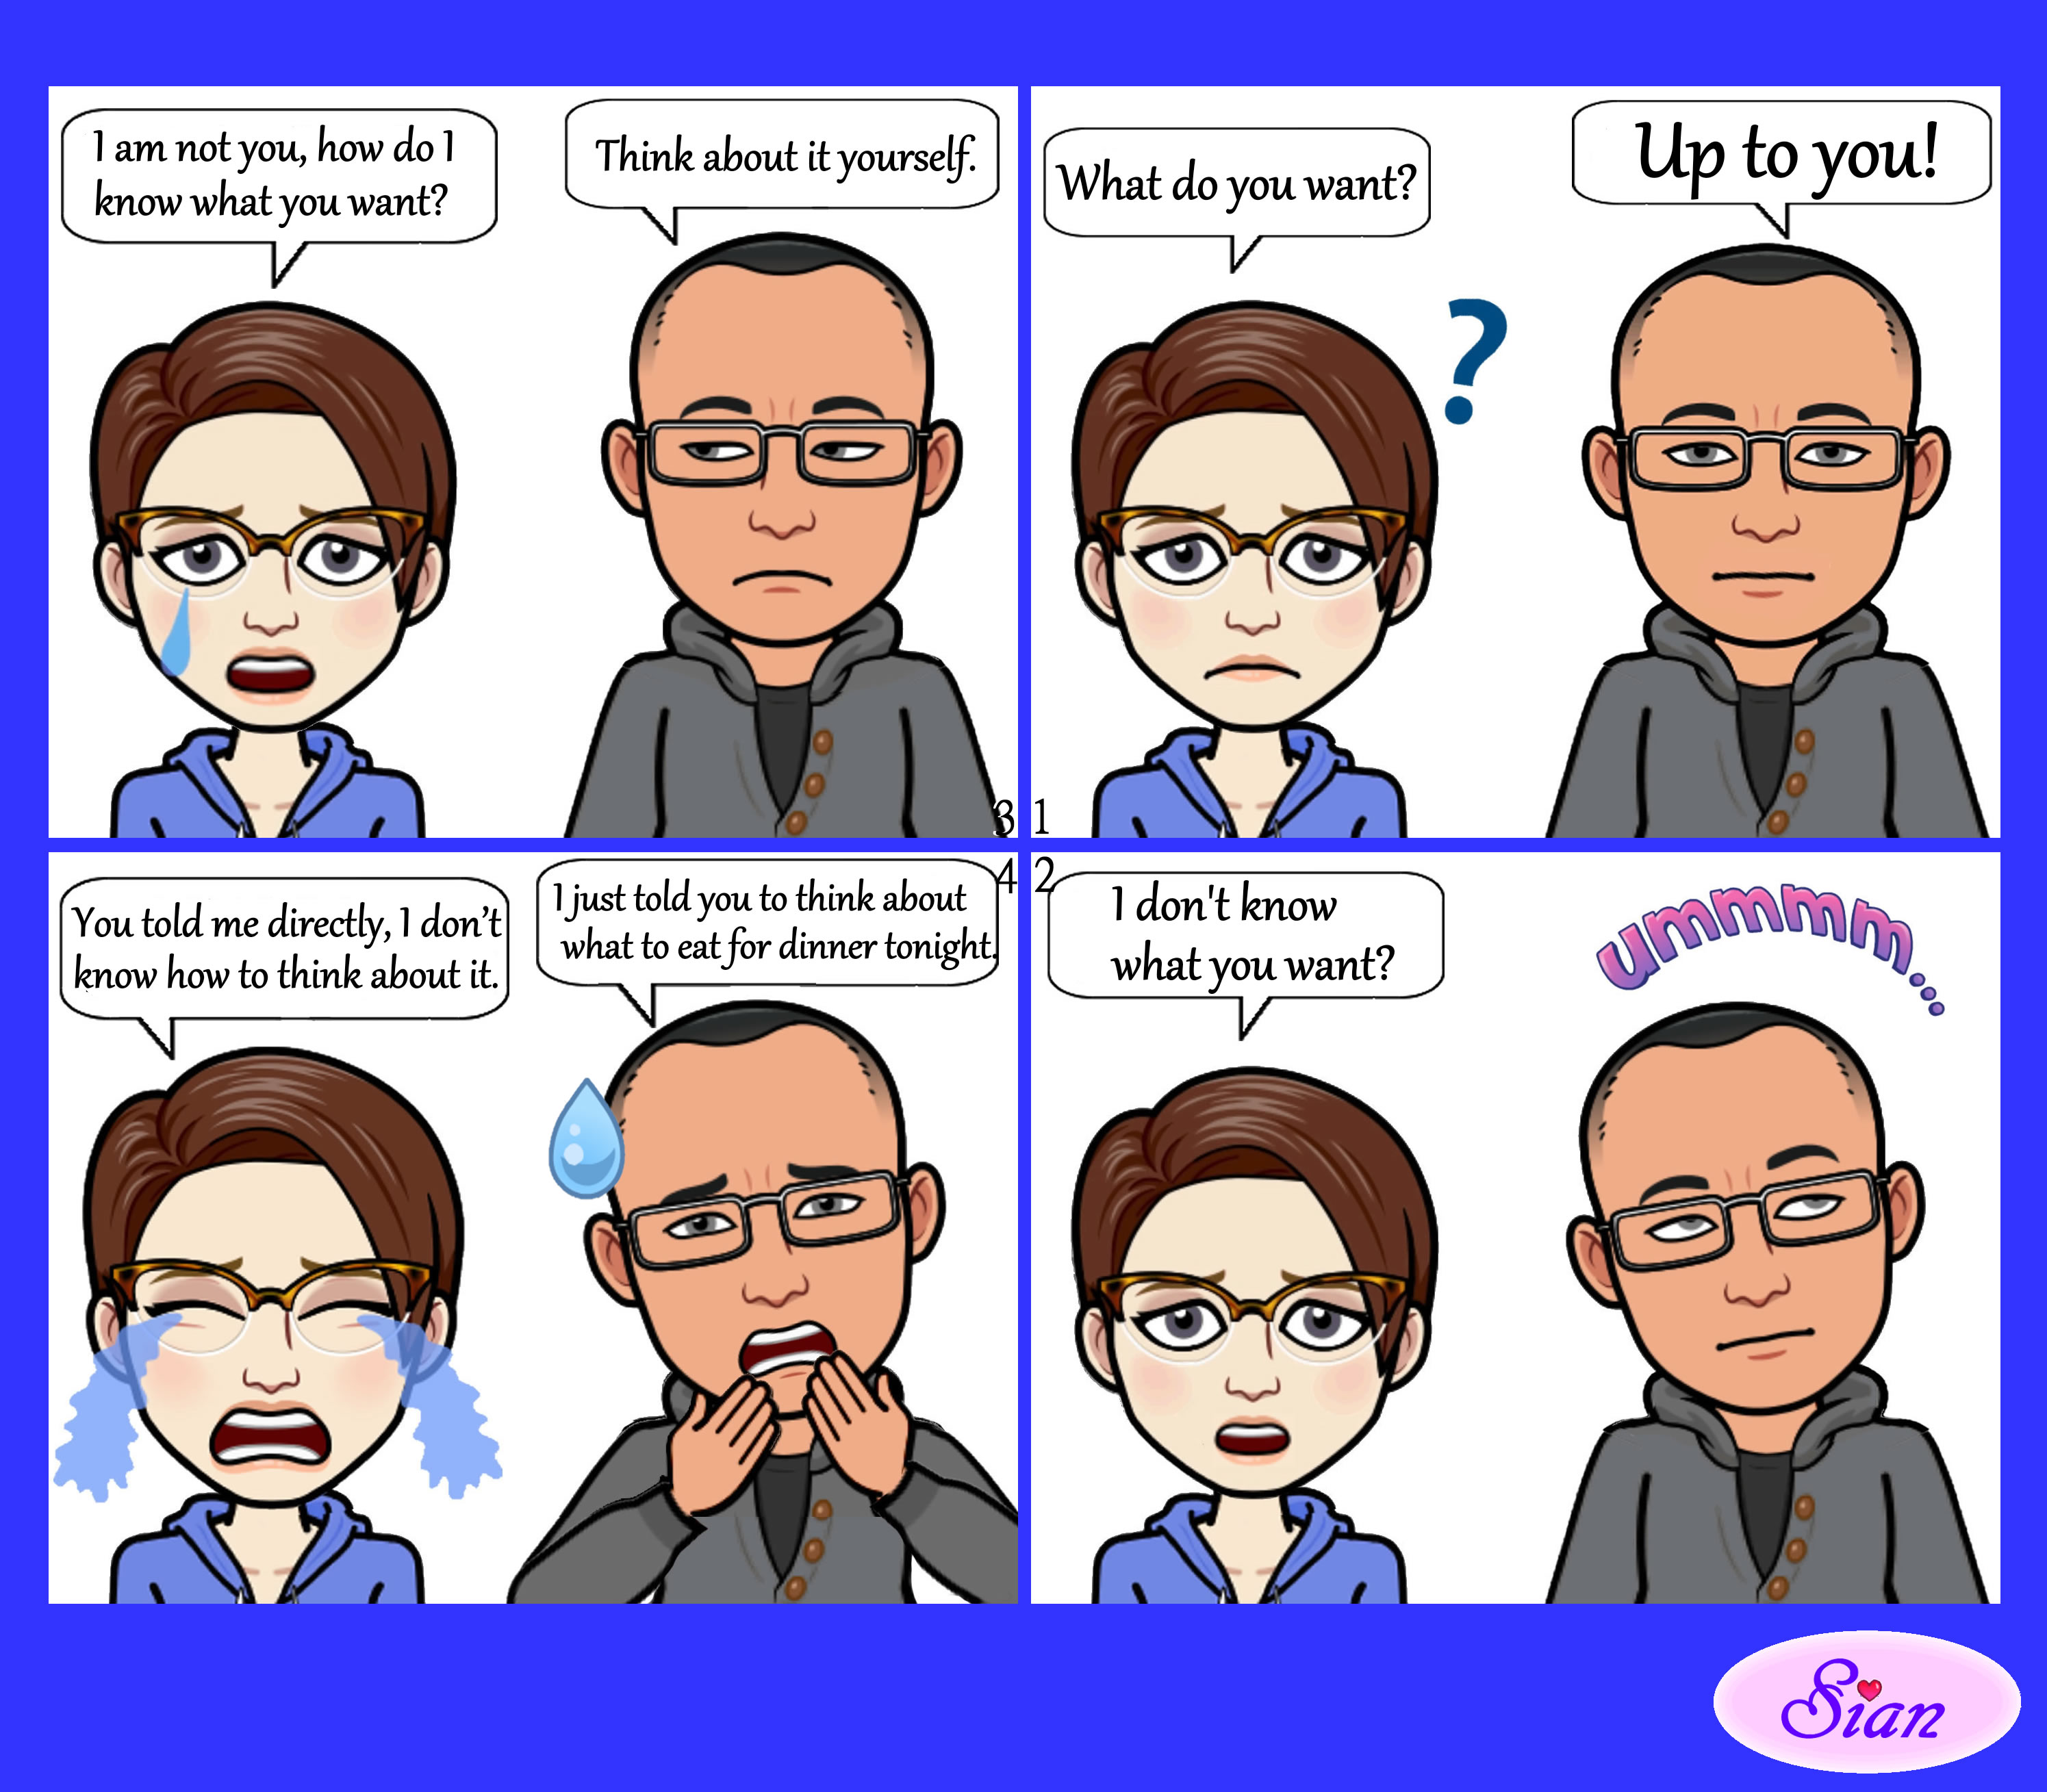 What do you want?
Up to you!
?
1
2
I don't know
what you want?
ummmm...
I am not you, how do I
know what you want?
Think about it yourself.
3
4
You told me directly, I don’t
know how to think about it.
I just told you to think about
what to eat for dinner tonight.
Sian